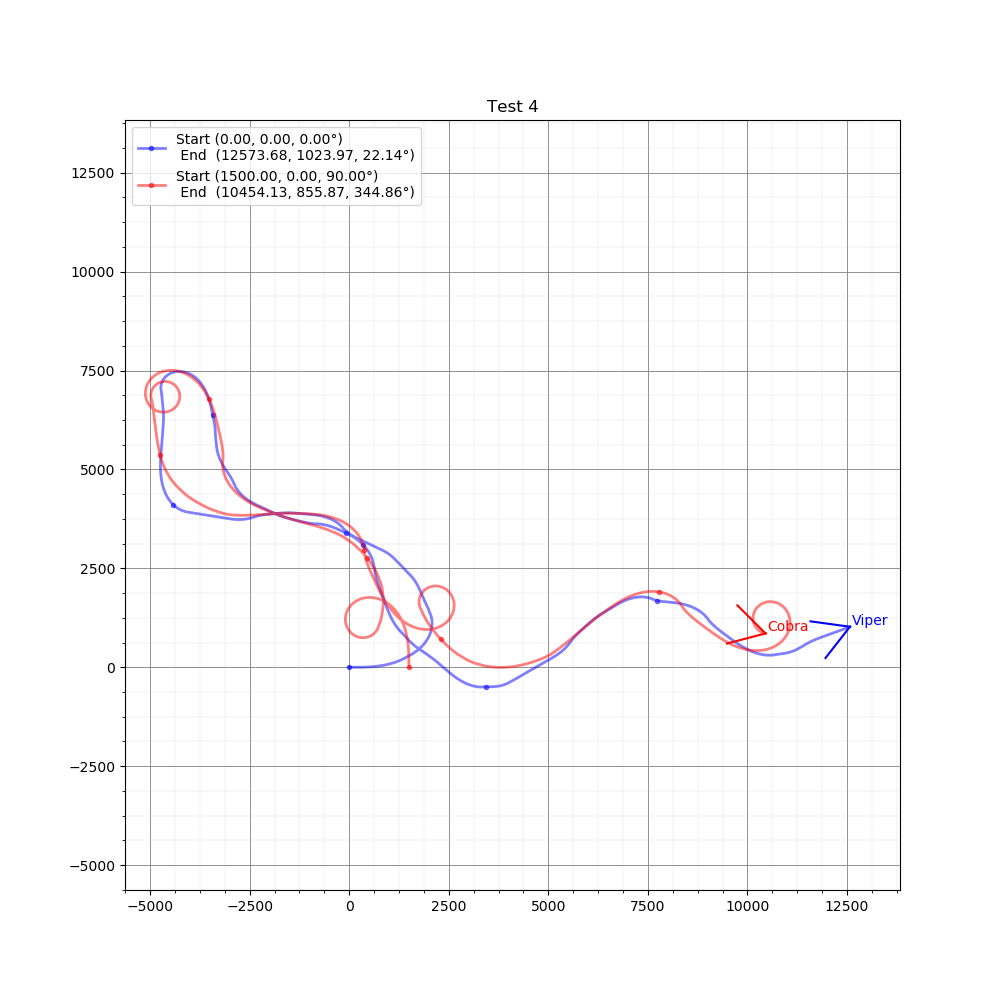 Test 4
Start (0.00, 0.00, 0.00°)
End  (12573.68, 1023.97, 22.14°)
Start (1500.00, 0.00, 90.00°)
End  (10454.13, 855.87, 344.86°)
12500
10000
7500
5000
2500
0
−2500
−5000
Cobra
Viper
−5000 −2500 0 2500 5000 7500 10000 12500